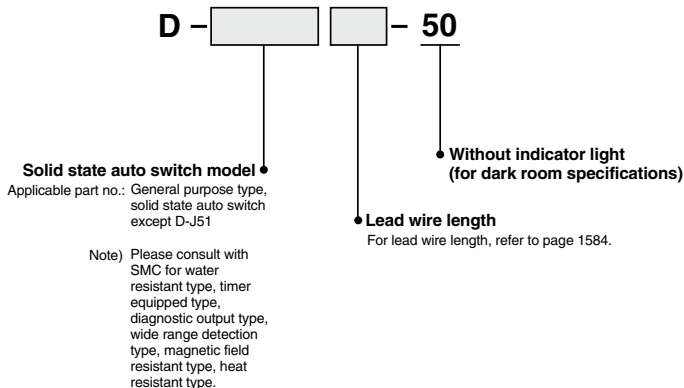 D – – 50
Without indicator light
(for dark room specifications)
Solid state auto switch model
Applicable part no.: General purpose type,
solid state auto switch
except D-J51
Lead wire length
For lead wire length, refer to page 1584.
Note) Please consult with
SMC for water
resistant type, timer
equipped type,
diagnostic output type,
wide range detection
type, magnetic field
resistant type, heat
resistant type.